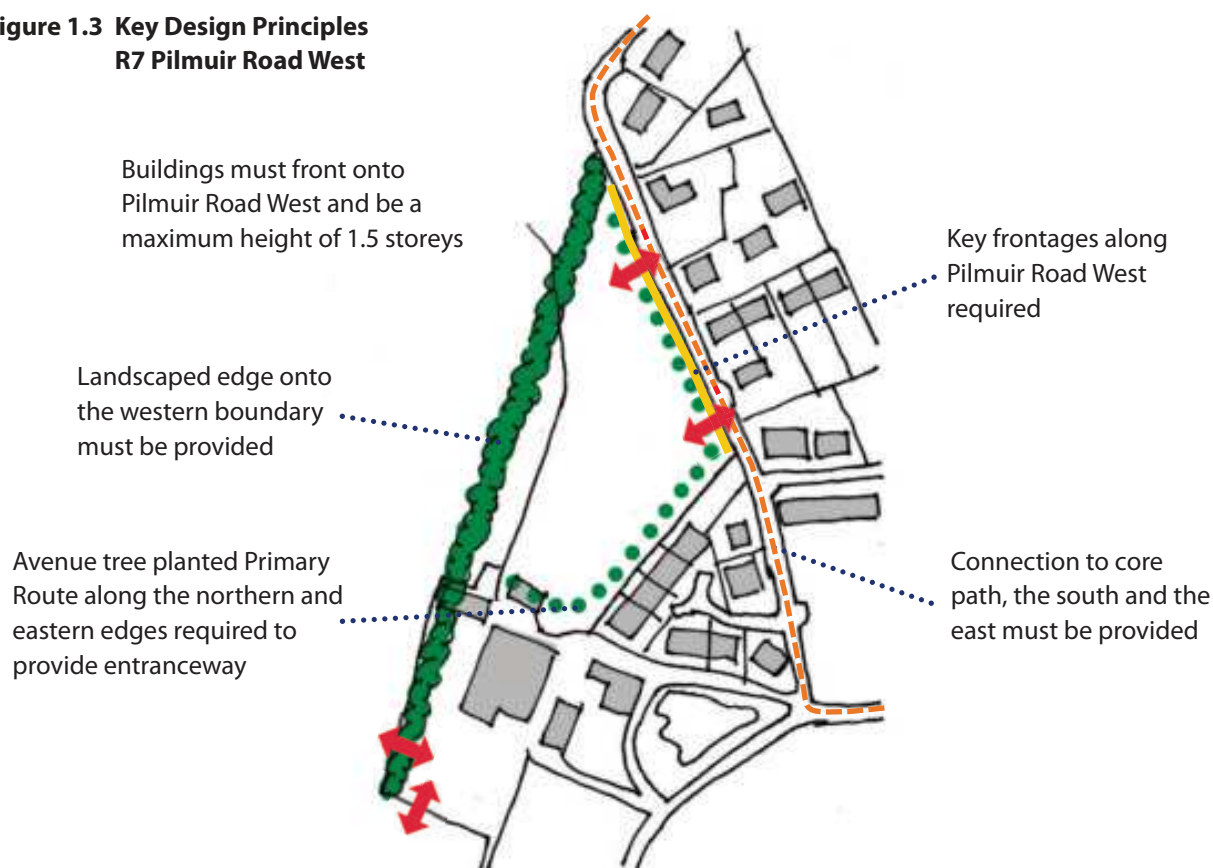 igure 1.3 Key Design Principles
R7 Pilmuir Road West
Buildings must front onto
Pilmuir Road West and be a
maximum height of 1.5 storeys
Key frontages along
Pilmuir Road West
required
Landscaped edge onto
the western boundary
must be provided
Avenue tree planted Primary
Route along the northern and
eastern edges required to
provide entranceway
Connection to core
path, the south and the
east must be provided